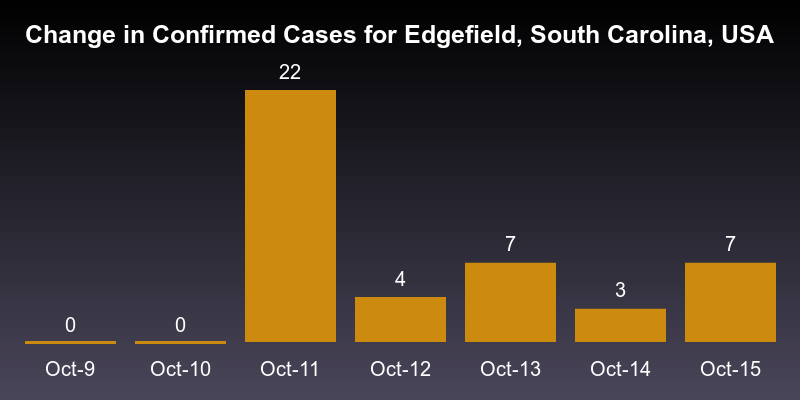 Change in Confirmed Cases for Edgefield, South Carolina, USA
22
7
7
4
3
0
0
Oct-9
Oct-10
Oct-11
Oct-12
Oct-13
Oct-14
Oct-15